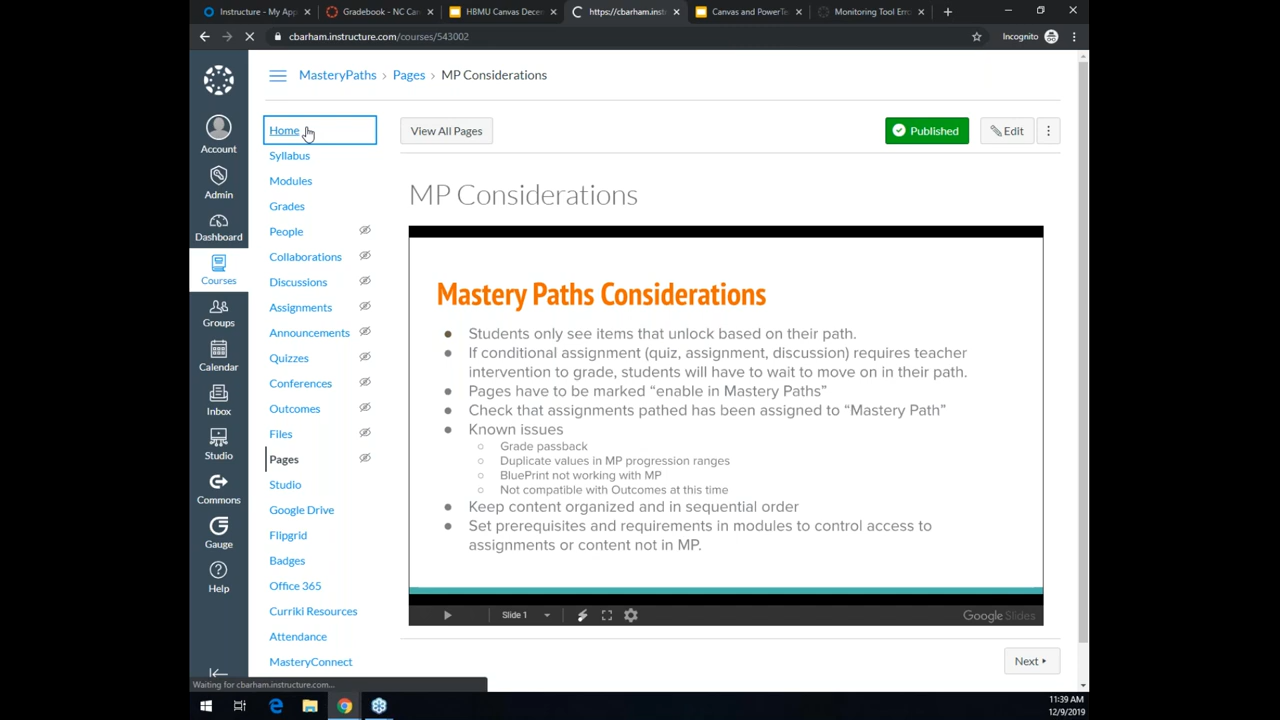 Instructure - My App
Gradebook - NC Can
HBMU Canvas Decem
https://cbarham.instr
Canvas and PowerTe
Monitoring Tool Erro
cbarham.instructure.com/courses/543002
Incognito
MasteryPaths › Pages › MP Considerations
Account
Admin
Dashboard
Courses
Groups
Calendar
Inbox
Studio
Commons
Gauge
Help
Home
Syllabus
Modules
Grades
People
Collaborations
Discussions
Assignments
Announcements
Quizzes
Conferences
Outcomes
Files
Pages
Studio
Google Drive
Flipgrid
Badges
Office 365
Curriki Resources
Attendance
MasteryConnect
View All Pages
Published
Edit
MP Considerations
Mastery Paths Considerations
Students only see items that unlock based on their path.
If conditional assignment (quiz, assignment, discussion) requires teacher
intervention to grade, students will have to wait to move on in their path.
Pages have to be marked “enable in Mastery Paths”
Check that assignments pathed has been assigned to “Mastery Path”
Known issues
Grade passback
Duplicate values in MP progression ranges
BluePrint not working with MP
Not compatible with Outcomes at this time
Keep content organized and in sequential order
Set prerequisites and requirements in modules to control access to
assignments or content not in MP.
Slide 1
Google Slides
Next
Waiting for cbarham.instructure.com...
11:39 AM
12/9/2019